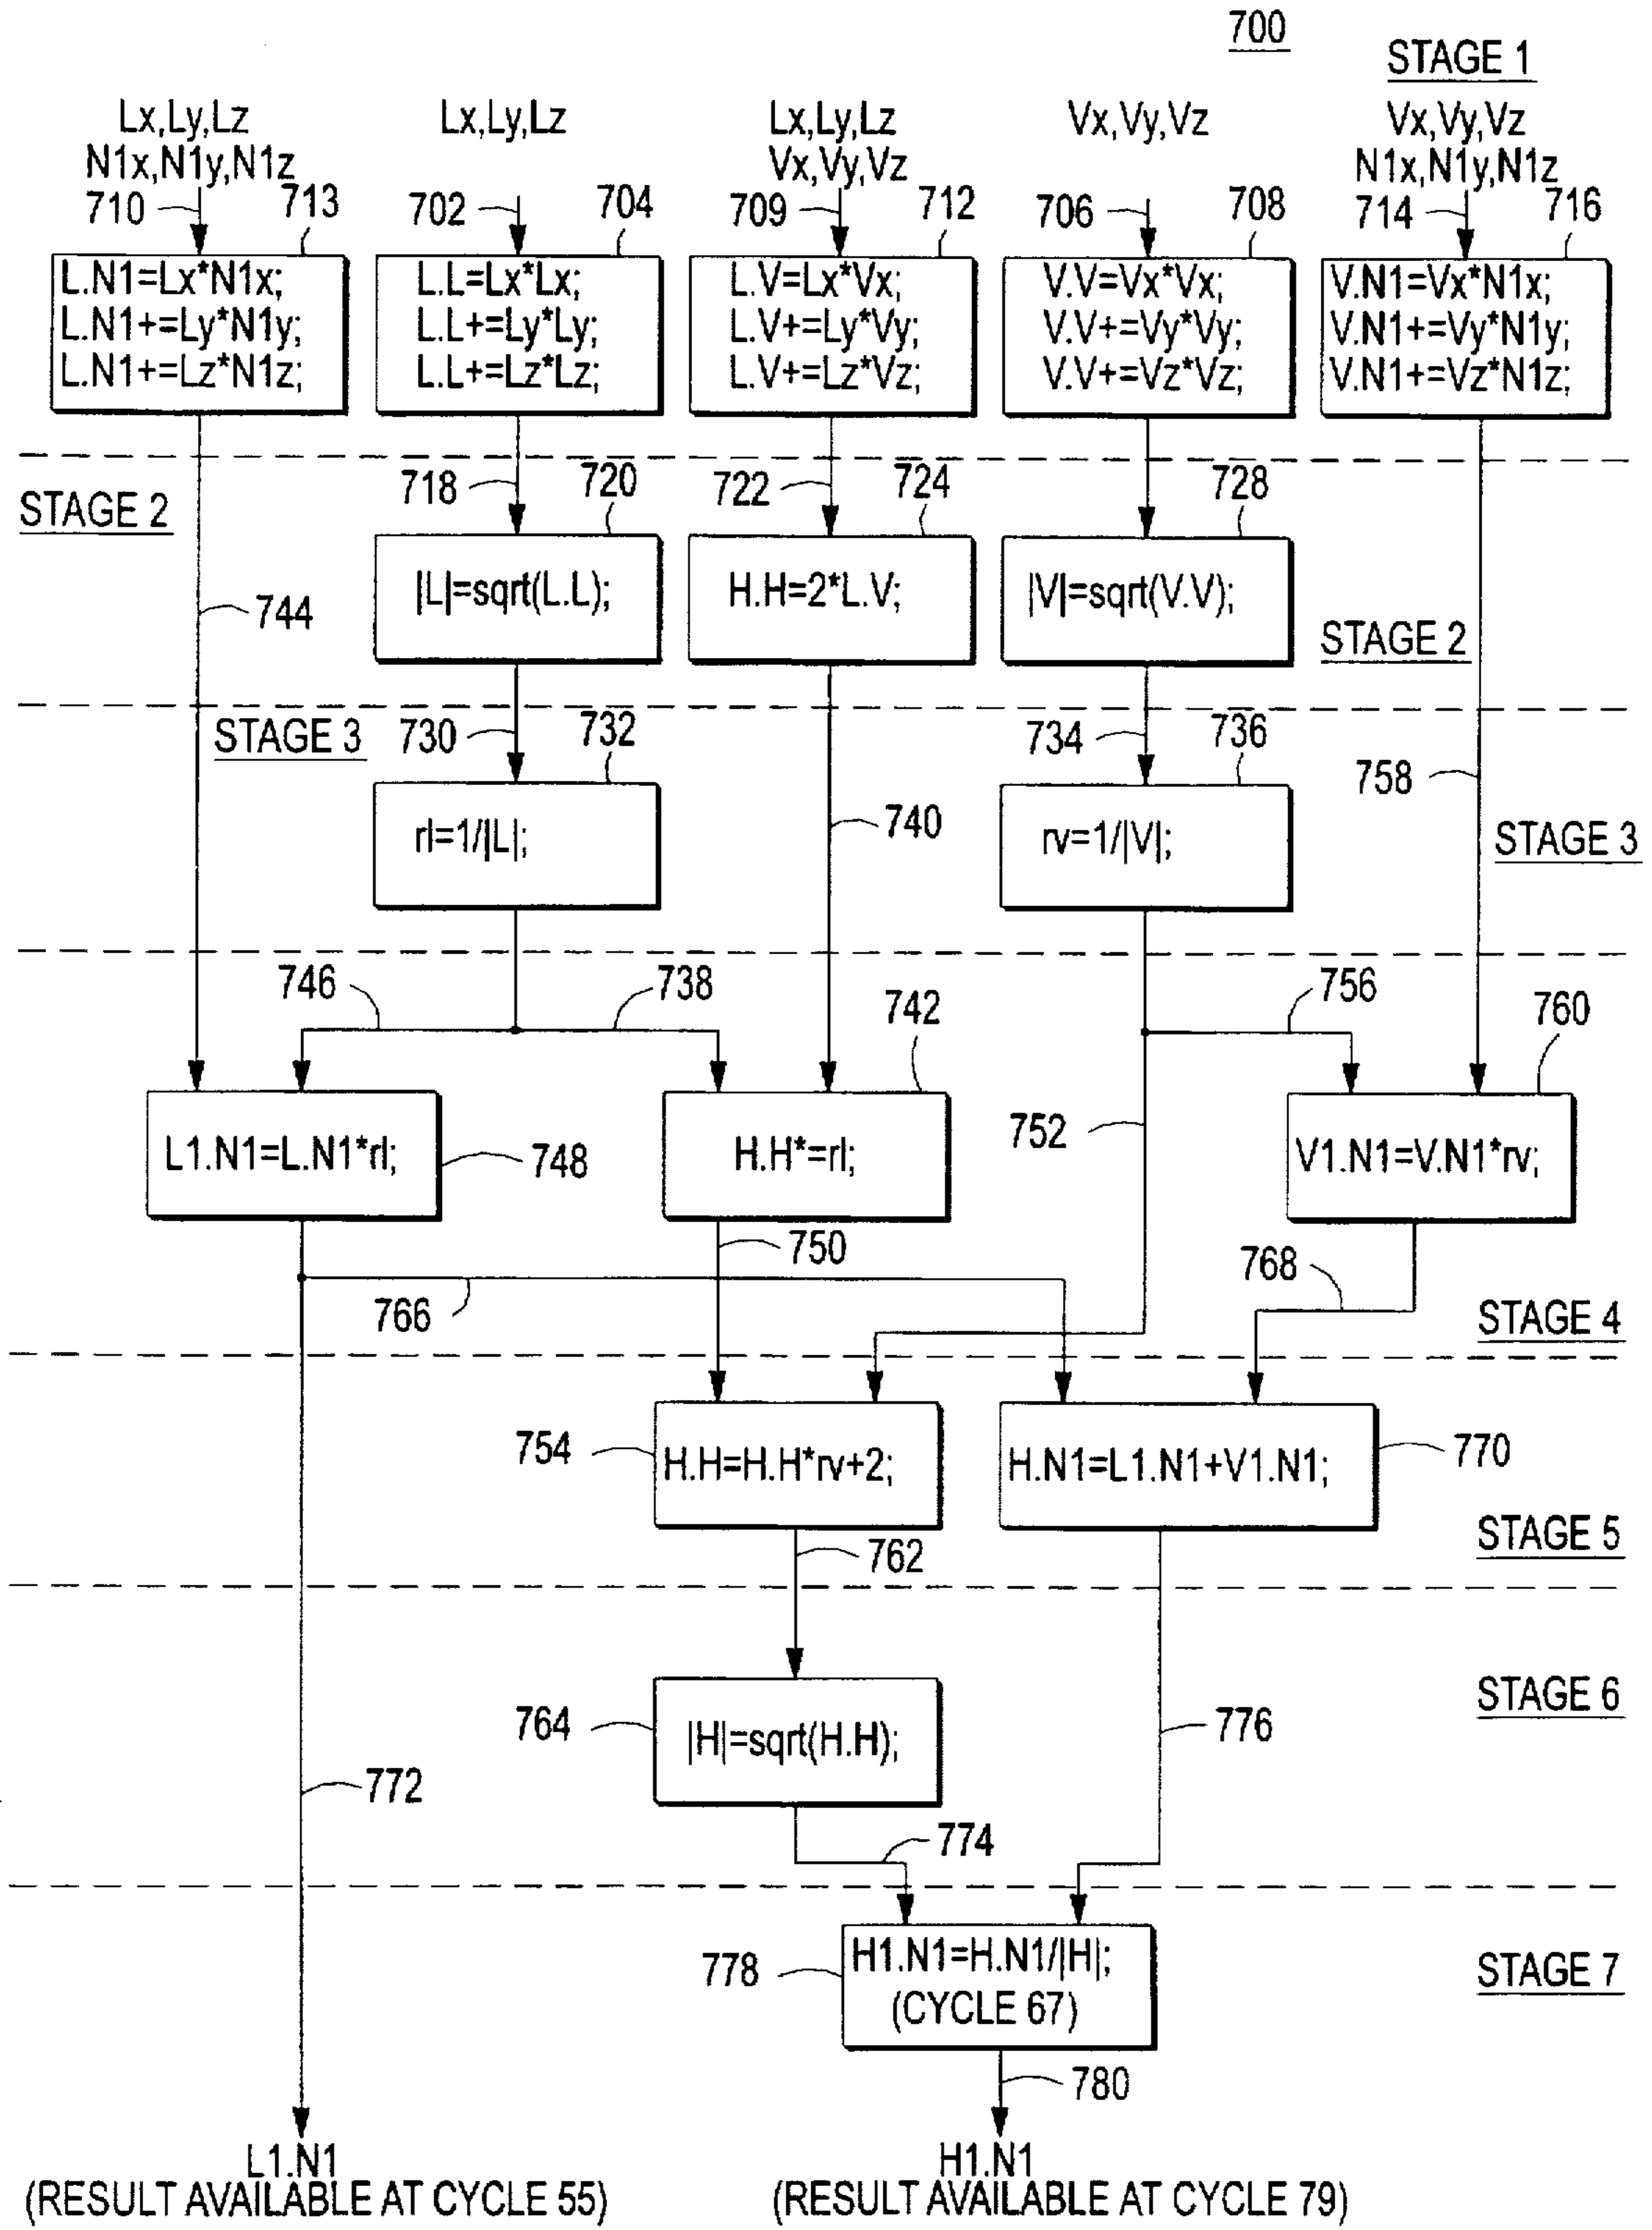 700
STAGE 1
Lx,Ly,Lz
N1x,N1y,N1z
Lx,Ly,Lz
Lx,Ly,Lz
Vx,Vy,Vz
Vx,Vy,Vz
Vx,Vy,Vz
N1x,N1y,N1z
710
713
702
704
709
712
706
708
714
716
L.N1=Lx*N1x;
L.N1+=Ly*N1y;
L.N1+=Lz*N1z;
L.L=Lx*Lx;
L.L+=Ly*Ly;
L.L+=Lz*Lz;
L.V=Lx*Vx;
L.V+=Ly*Vy;
L.V+=Lz*Vz;
V.V=Vx*Vx;
V.V+=Vy*Vy;
V.V+=Vz*Vz;
V.N1=Vx*N1x;
V.N1+=Vy*N1y;
V.N1+=Vz*N1z;
STAGE 2
718
720
722
724
728
744
|L|=sqrt(L.L);
H.H=2*L.V;
|V|=sqrt(V.V);
STAGE 2
STAGE 3
730
732
734
736
758
rl=1/|L|;
740
rv=1/|V|;
STAGE 3
746
738
742
756
760
L1.N1=L.N1*rl;
748
H.H*=rl;
752
V1.N1=V.N1*rv;
750
766
768
STAGE 4
754
H.H=H.H*rv+2;
H.N1=L1.N1+V1.N1;
770
762
STAGE 5
764
|H|=sqrt(H.H);
776
STAGE 6
772
774
778
H1.N1=H.N1/|H|;
(CYCLE 67)
STAGE 7
780
L1.N1
(RESULT AVAILABLE AT CYCLE 55)
H1.N1
(RESULT AVAILABLE AT CYCLE 79)